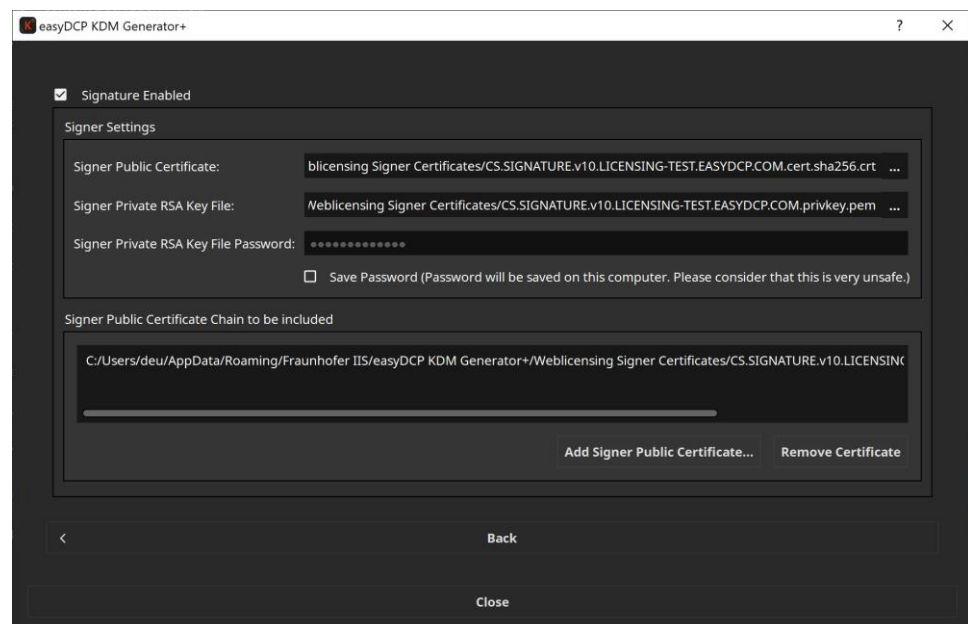 easyDCP KDM Generator+
Signature Enabled
Signer Settings
Signer Public Certificate: blicensing Signer Certificates/CS.SIGNATURE.v10.LICENSING-TEST.EASYDCP.COM.cert.sha256.crt ...
Signer Private RSA Key File: Weblicensing Signer Certificates/CS.SIGNATURE.v10.LICENSING-TEST.EASYDCP.COM.privkey.pem ...
Signer Private RSA Key File Password: ●●●●●●●●●●●●●
Save Password (Password will be saved on this computer. Please consider that this is very unsafe.)
Signer Public Certificate Chain to be included
C:/Users/deu/AppData/Roaming/Fraunhofer IIS/easyDCP KDM Generator+/Weblicensing Signer Certificates/CS.SIGNATURE.v10.LICENSING
Add Signer Public Certificate... Remove Certificate
Back
Close